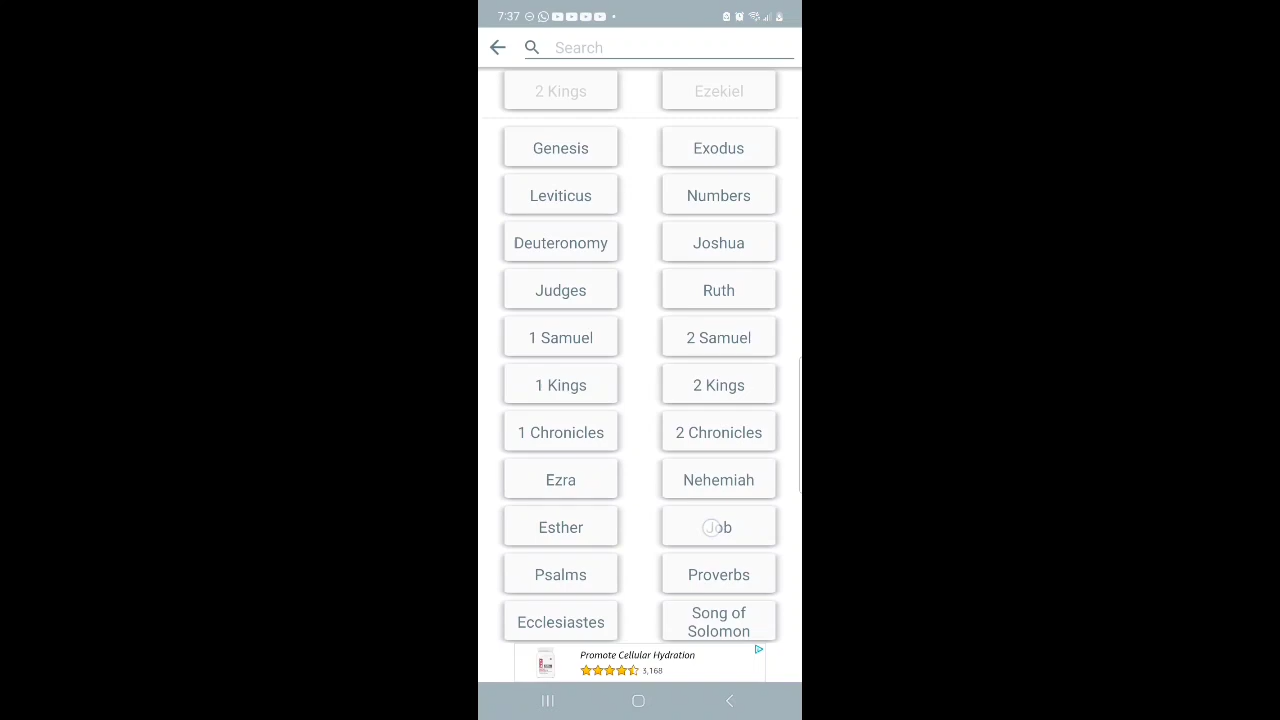 7:37
Search
2 Kings
Ezekiel
Genesis
Exodus
Leviticus
Numbers
Deuteronomy
Joshua
Judges
Ruth
1 Samuel
2 Samuel
1 Kings
2 Kings
1 Chronicles
2 Chronicles
Ezra
Nehemiah
Esther
Job
Psalms
Proverbs
Ecclesiastes
Song of
Solomon
Promote Cellular Hydration
3,168